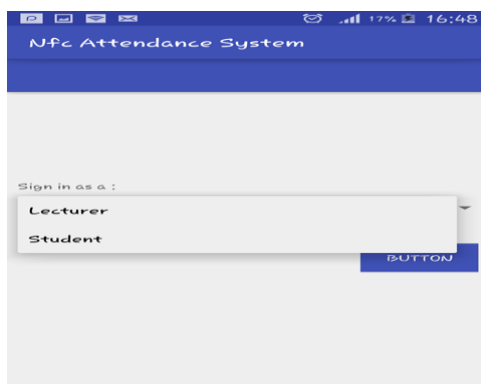 17% 16:48
Nfc Attendance System
Sign in as a :
Lecturer
Student
BUTTON